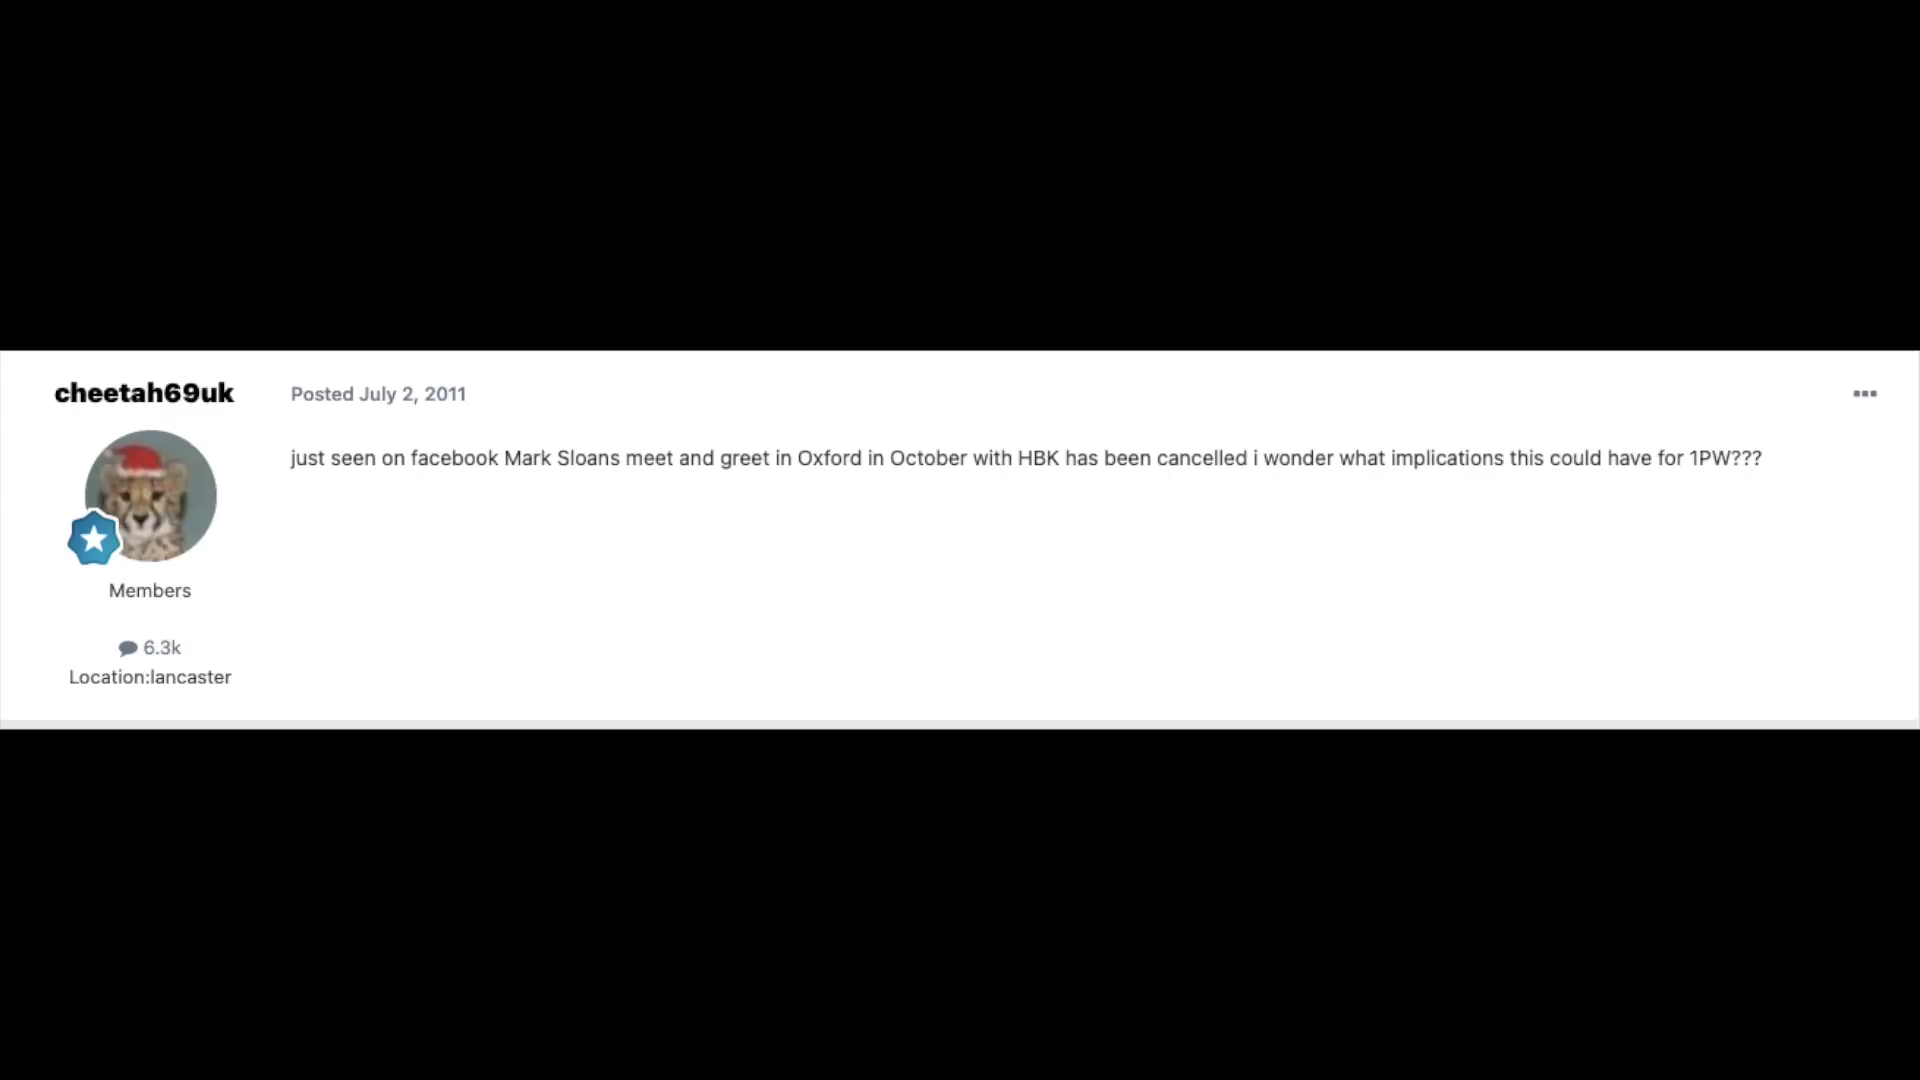 cheetah69uk
Posted July 2, 2011
just seen on facebook Mark Sloans meet and greet in Oxford in October with HBK has been cancelled i wonder what implications this could have for 1PW???
Members
6.3k
Location:lancaster